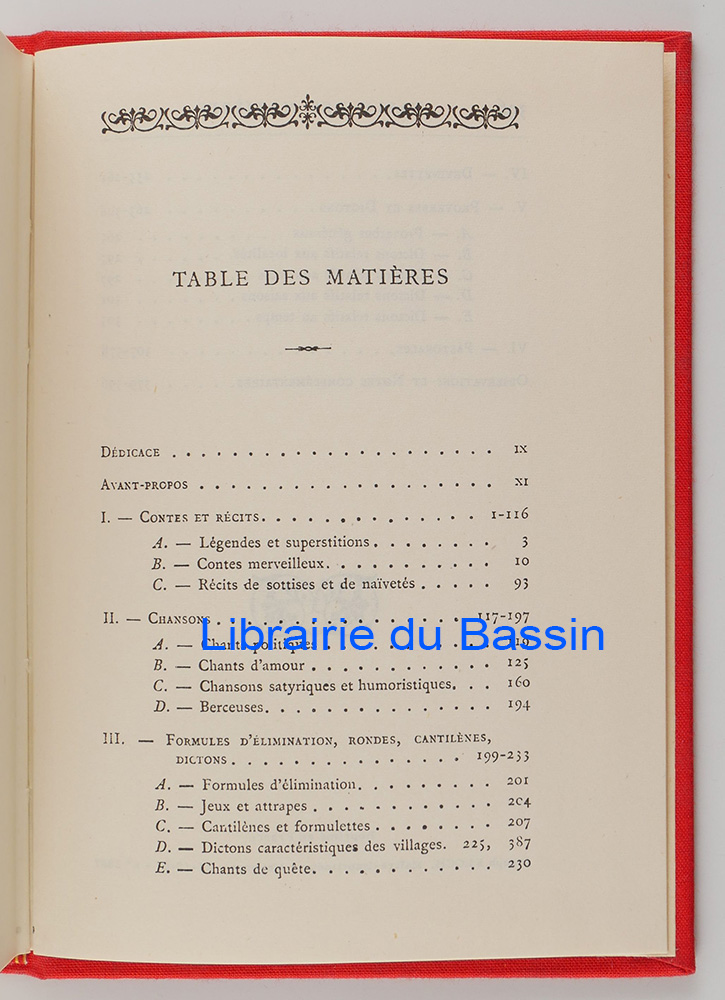 TABLE DES MATIÈRES
DÉDICACE . . . . . . . . . . . . . . . . . . . . . IX
AVANT-PROPOS . . . . . . . . . . . . . . . . . . XI
I. — CONTES ET RÉCITS. . . . . . . . . . . . . 1-116
A. — Légendes et superstitions . . . . . . . . 3
B. — Contes merveilleux. . . . . . . . . . . 10
C. — Récits de sottises et de naïvetés . . . . . 93
II. — CHANSONS . . . . . . . . . . . . . . . 117-197
Librairie du Bassin
A. — Chants politiques . . . . . . . . . . . 119
B. — Chants d'amour . . . . . . . . . . . . 125
C. — Chansons satyriques et humoristiques. . . 160
D. — Berceuses. . . . . . . . . . . . . . . 194
III. — FORMULES D'ÉLIMINATION, RONDES, CANTILÈNES,
DICTONS . . . . . . . . . . . . . . . . 199-233
A. — Formules d'élimination. . . . . . . . . 201
B. — Jeux et attrapes . . . . . . . . . . . . 204
C. — Cantilènes et formulettes . . . . . . . . 207
D. — Dictons caractéristiques des villages. 225, 387
E. — Chants de quête. . . . . . . . . . . . 230